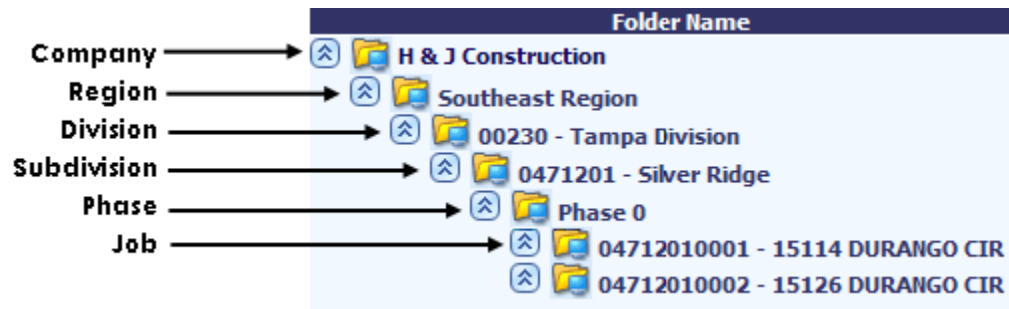 Folder Name
Company H & J Construction
Region Southeast Region
Division 00230 - Tampa Division
Subdivision 0471201 - Silver Ridge
Phase Phase 0
Job 04712010001 - 15114 DURANGO CIR
04712010002 - 15126 DURANGO CIR